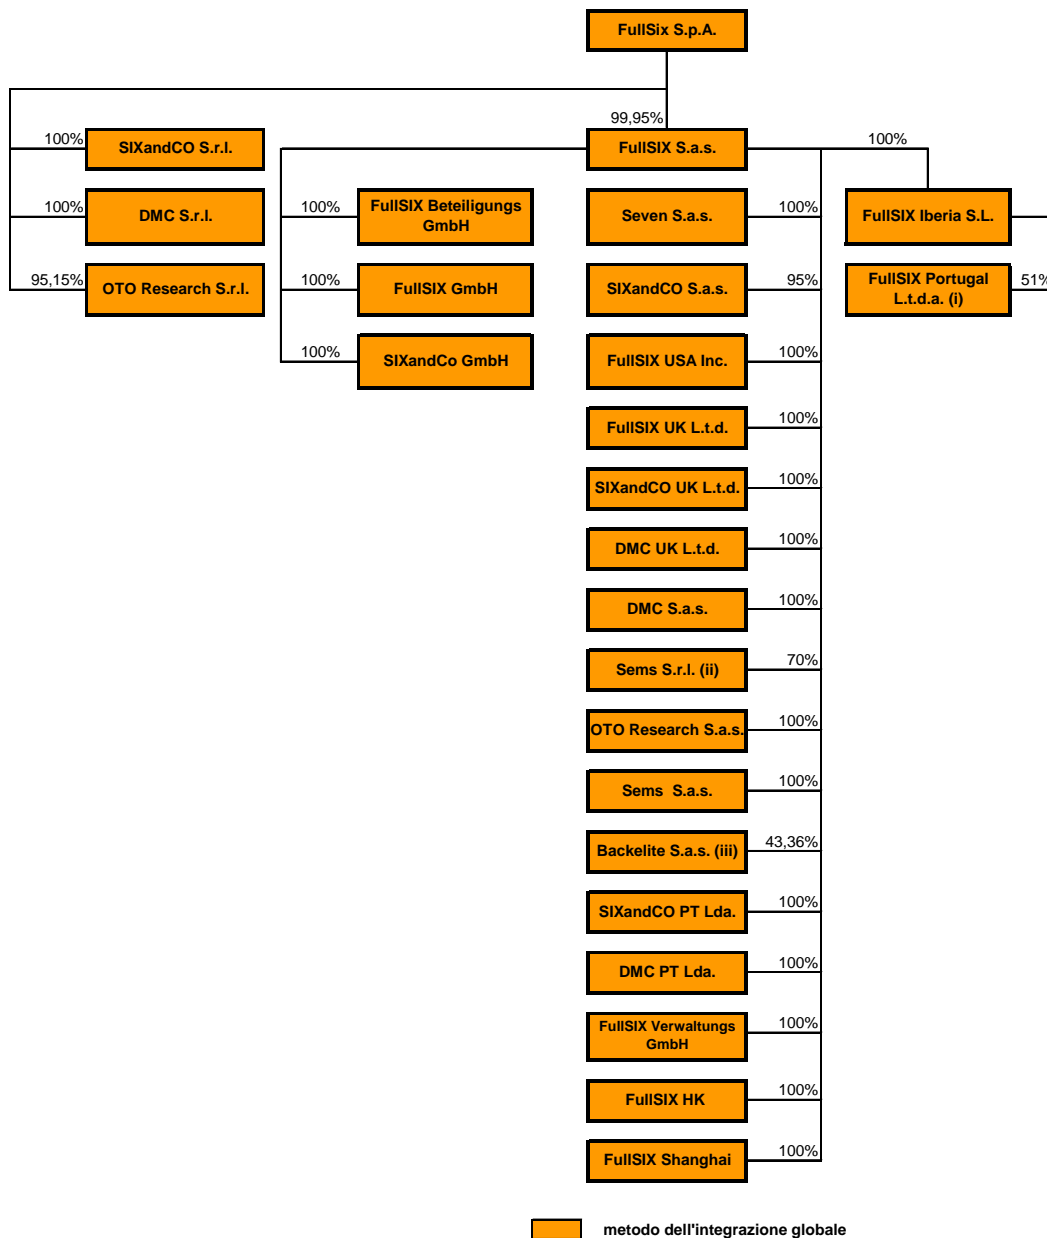 FullSix S.p.A.
99,95%
100%
SIXandCO S.r.l.
FullSIX S.a.s.
100%
100%
DMC S.r.l.
100%
FullSIX Beteiligungs
GmbH
Seven S.a.s.
100%
FullSIX Iberia S.L.
95,15%
OTO Research S.r.l.
100%
FullSIX GmbH
SIXandCO S.a.s.
95%
FullSIX Portugal
L.t.d.a. (i)
51%
100%
SIXandCo GmbH
FullSIX USA Inc.
100%
FullSIX UK L.t.d.
100%
SIXandCO UK L.t.d.
100%
DMC UK L.t.d.
100%
DMC S.a.s.
100%
Sems S.r.l. (ii)
70%
OTO Research S.a.s.
100%
Sems S.a.s.
100%
Backelite S.a.s. (iii)
43,36%
SIXandCO PT Lda.
100%
DMC PT Lda.
100%
FullSIX Verwaltungs
GmbH
100%
FullSIX HK
100%
FullSIX Shanghai
100%
metodo dell'integrazione globale